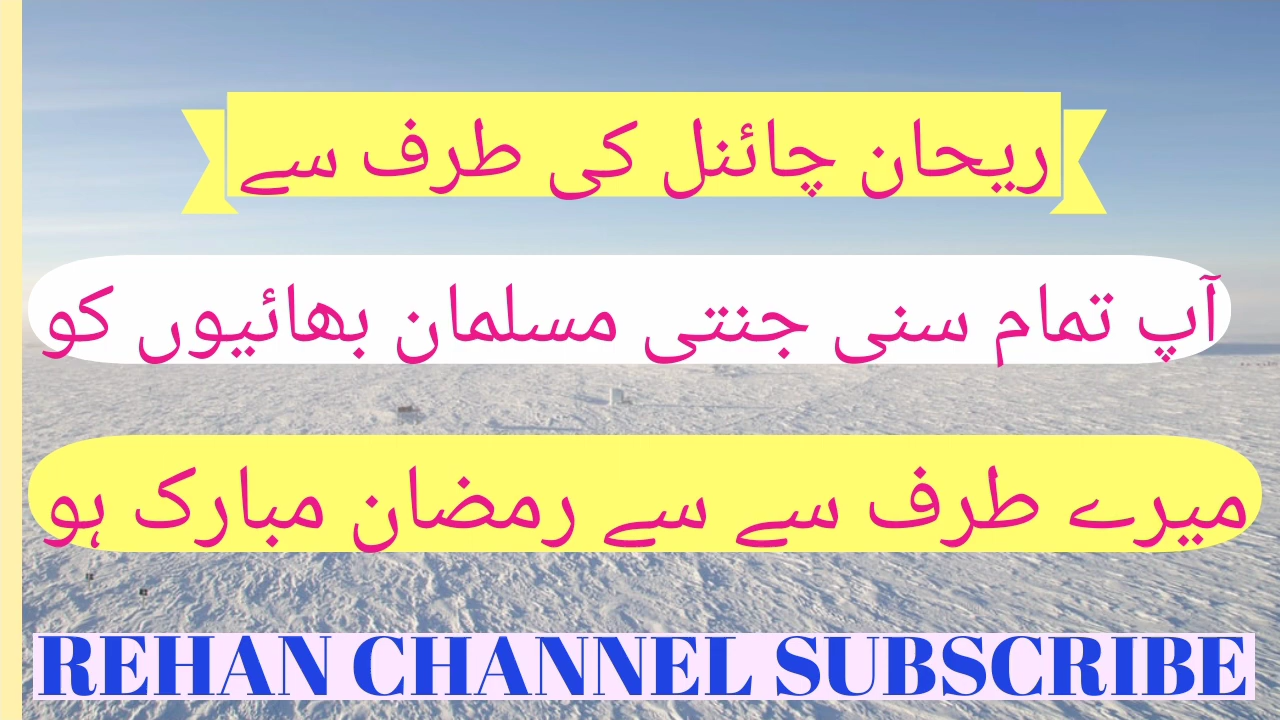 ریحان چائنل کی طرف سے
آپ تمام سنی جنتی مسلمان بھائیوں کو
میرے طرف سے سے رمضان مبارک ہو
REHAN CHANNEL SUBSCRIBE